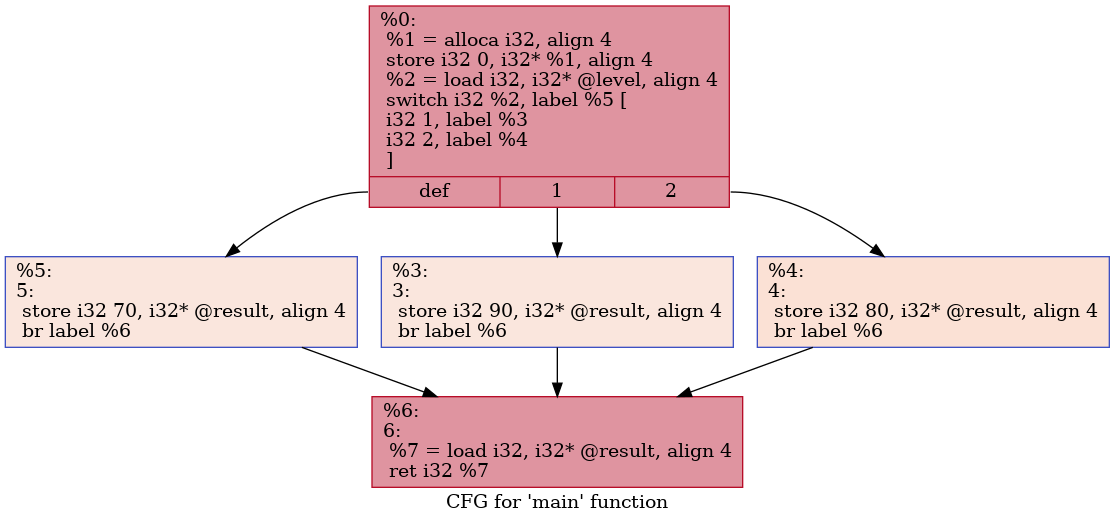 %0:
%1 = alloca i32, align 4
store i32 0, i32* %1, align 4
%2 = load i32, i32* @level, align 4
switch i32 %2, label %5 [
i32 1, label %3
i32 2, label %4
]
def
1
2
%5:
5:
store i32 70, i32* @result, align 4
br label %6
%3:
3:
store i32 90, i32* @result, align 4
br label %6
%4:
4:
store i32 80, i32* @result, align 4
br label %6
%6:
6:
%7 = load i32, i32* @result, align 4
ret i32 %7
CFG for 'main' function